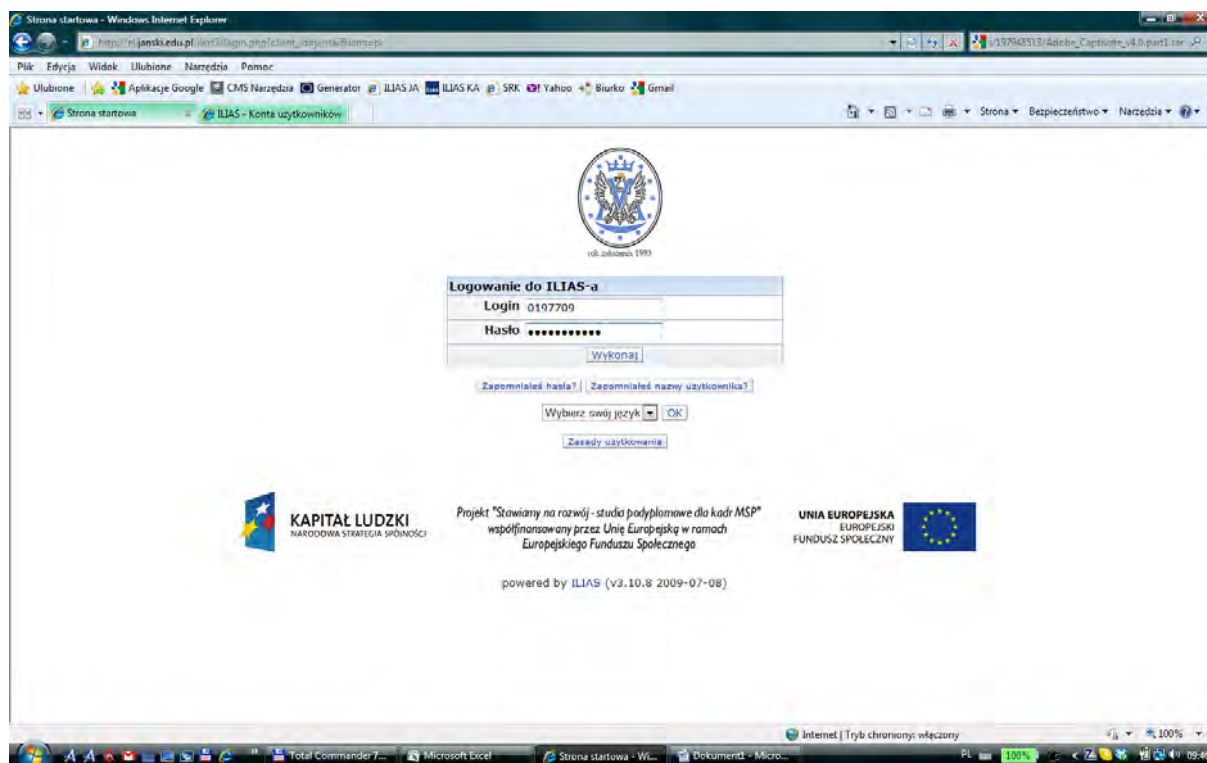 Strona startowa - Windows Internet Explorer
Plik Edycja Widok Ulubione Narzędzia Pomoc
Ulubione Aplikacje Google CMS Narzędzia Generator ILIAS JA ILIAS KA SRK Yahoo Biurko Gmail
Strona startowa ILIAS - Konta użytkowników Strona Bezpieczeństwo Narzędzia
rok założenia 1993
Logowanie do ILIAS-a
Login 0197709
Hasło •••••••••••
Wykonaj
Zapomniałeś hasła? Zapomniałeś nazwy użytkownika?
Wybierz swój język OK
Zasady użytkowania
KAPITAŁ LUDZKI
NARODOWA STRATEGIA SPÓJNOŚCI
Projekt "Stawiamy na rozwój - studia podyplomowe dla kadr MSP"
współfinansowany przez Unię Europejską w ramach
Europejskiego Funduszu Społecznego
UNIA EUROPEJSKA
EUROPEJSKI
FUNDUSZ SPOŁECZNY
powered by ILIAS (v3.10.8 2009-07-08)
Internet | Tryb chroniony: włączony 100%
Total Commander 7... Microsoft Excel Strona startowa - Wi... Dokument1 - Micro... PL 100%